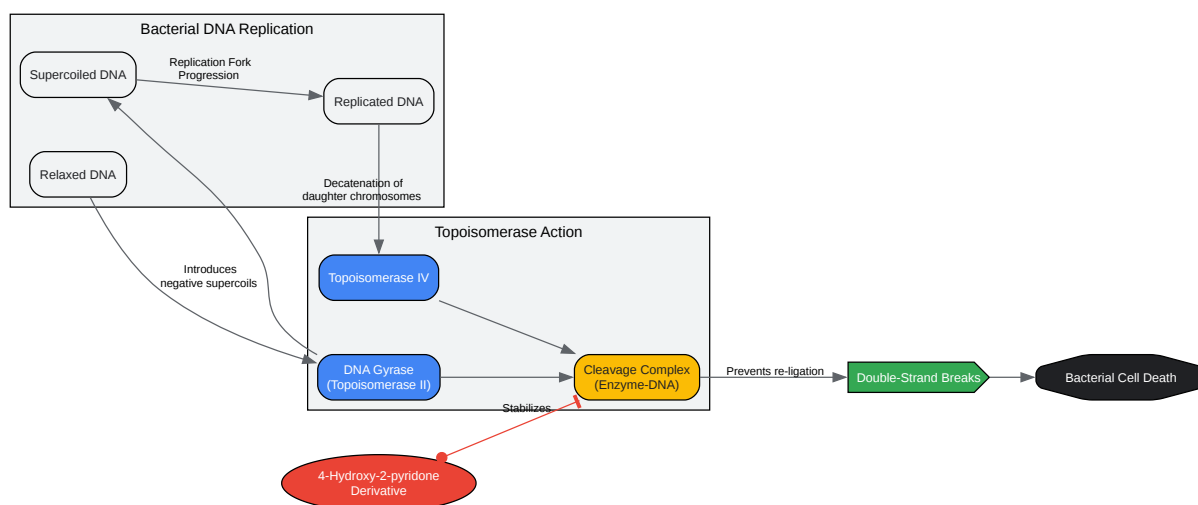 Bacterial DNA Replication
Supercoiled DNA
Replication Fork
Progression
Replicated DNA
Relaxed DNA
Decatenation of
daughter chromosomes
Introduces
negative supercoils
Topoisomerase Action
Topoisomerase IV
DNA Gyrase
(Topoisomerase II)
Cleavage Complex
(Enzyme-DNA)
Prevents re-ligation
Double-Strand Breaks
Bacterial Cell Death
Stabilizes
4-Hydroxy-2-pyridone
Derivative